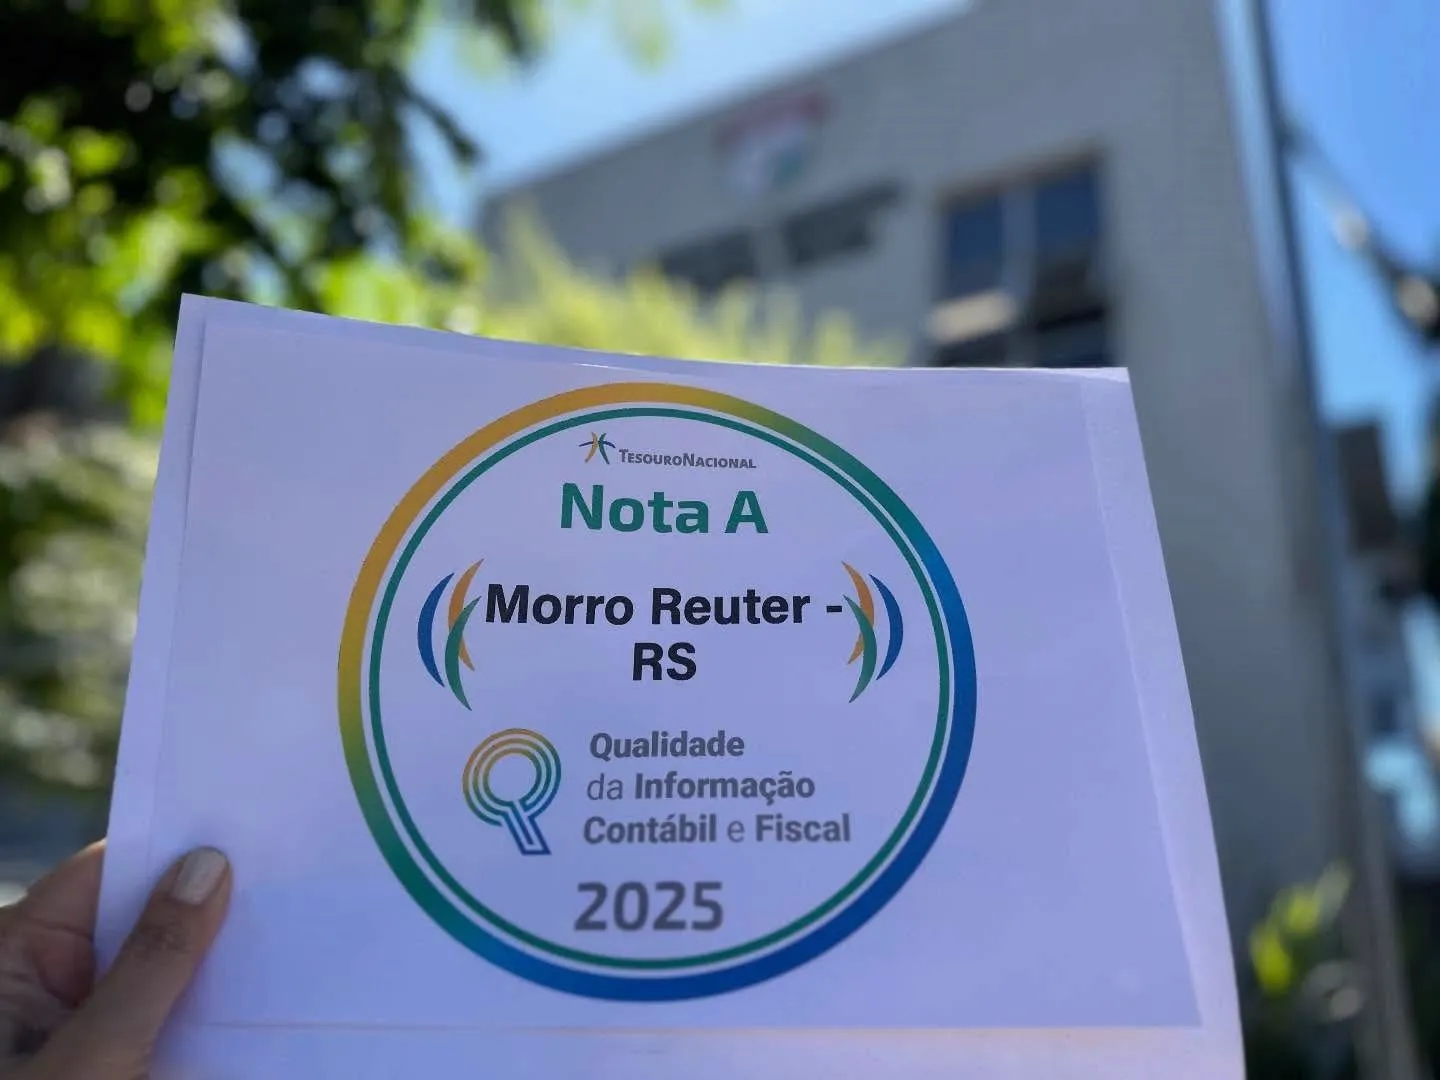 TesouroNacional
Nota A
Morro Reuter -
RS
Qualidade
da Informação
Contábil e Fiscal
2025